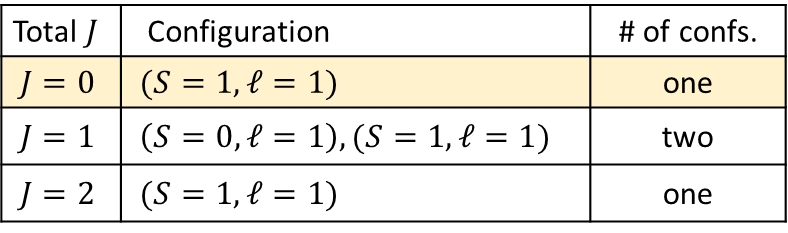 Total J Configuration # of confs.
J = 0 (S = 1, ℓ = 1) one
J = 1 (S = 0, ℓ = 1), (S = 1, ℓ = 1) two
J = 2 (S = 1, ℓ = 1) one